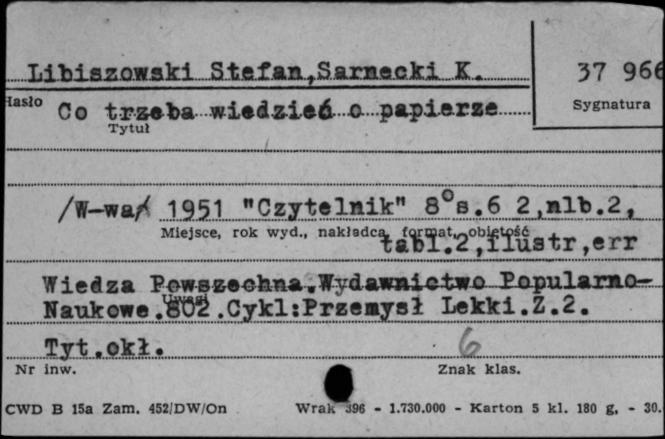 Libiszowski Stefan,Sarnecki K.
37 966
Hasło
Sygnatura
Co trzeba wiedzieć o papierze
Tytuł
/W-wa/ 1951 "Czytelnik" 8°s.6 2,nlb.2,
Miejsce, rok wyd., nakładca, format, objętość
tabl.2,ilustr,err
Wiedza Powszechna.Wydawnictwo Popularno-
Uwagi
Naukowe.802.Cykl:Przemysł Lekki.Z.2.
Tyt.okł.
6
Nr inw.
Znak klas.
CWD B 15a Zam. 452/DW/On
Wrak 396 - 1.730.000 - Karton 5 kl. 180 g. - 30.